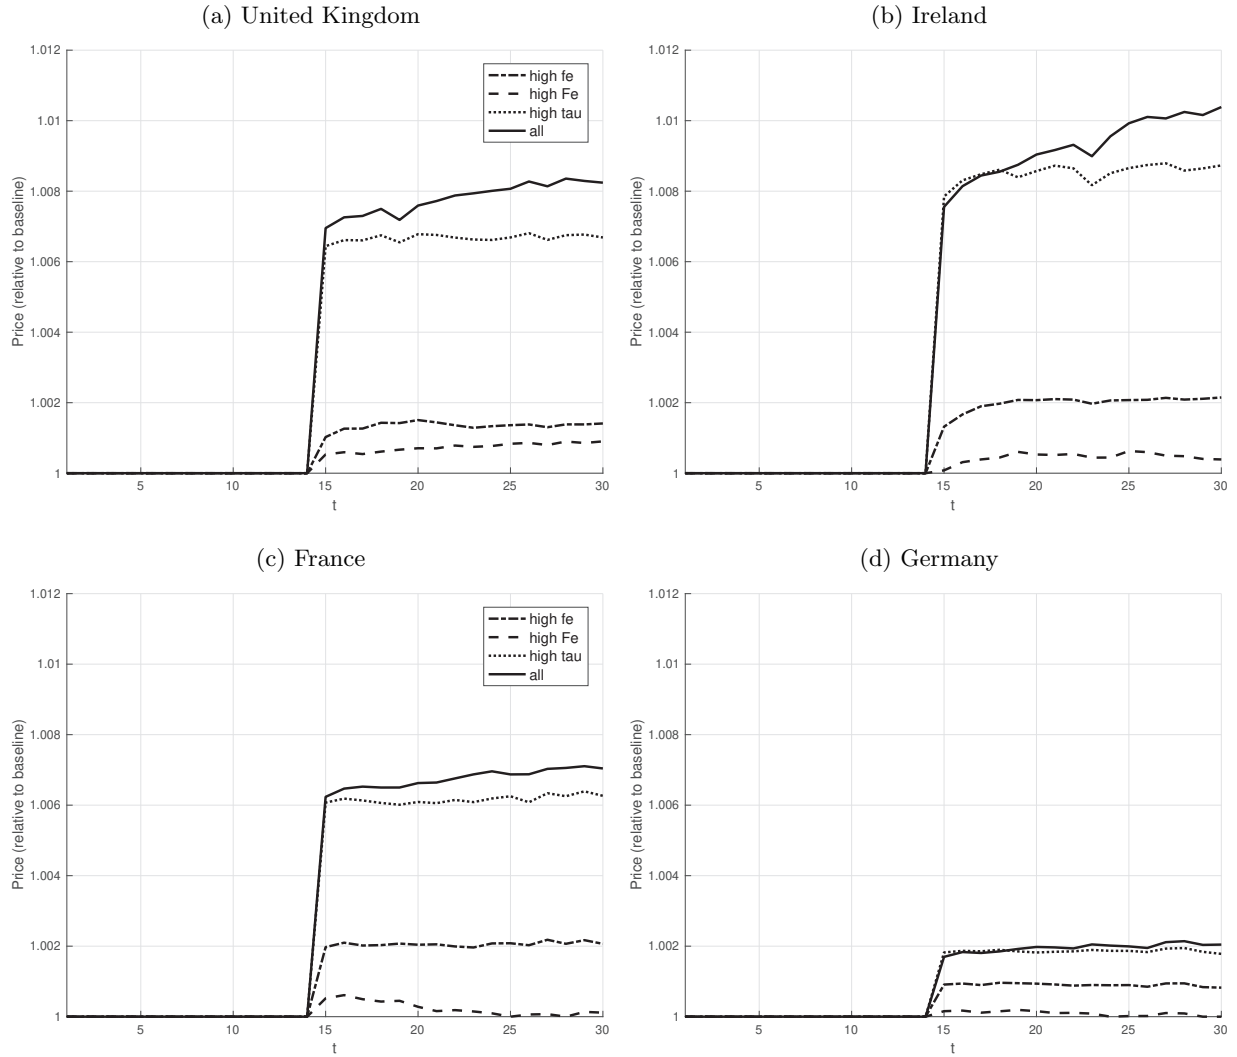 (a) United Kingdom
1.012
1.01
1.008
1.006
1.004
1.002
1
Price (relative to baseline)
high fe
high Fe
high tau
all
5 10 15 20 25 30
t
(b) Ireland
1.012
1.01
1.008
1.006
1.004
1.002
1
Price (relative to baseline)
5 10 15 20 25 30
t
(c) France
1.012
1.01
1.008
1.006
1.004
1.002
1
Price (relative to baseline)
high fe
high Fe
high tau
all
5 10 15 20 25 30
t
(d) Germany
1.012
1.01
1.008
1.006
1.004
1.002
1
Price (relative to baseline)
5 10 15 20 25 30
t